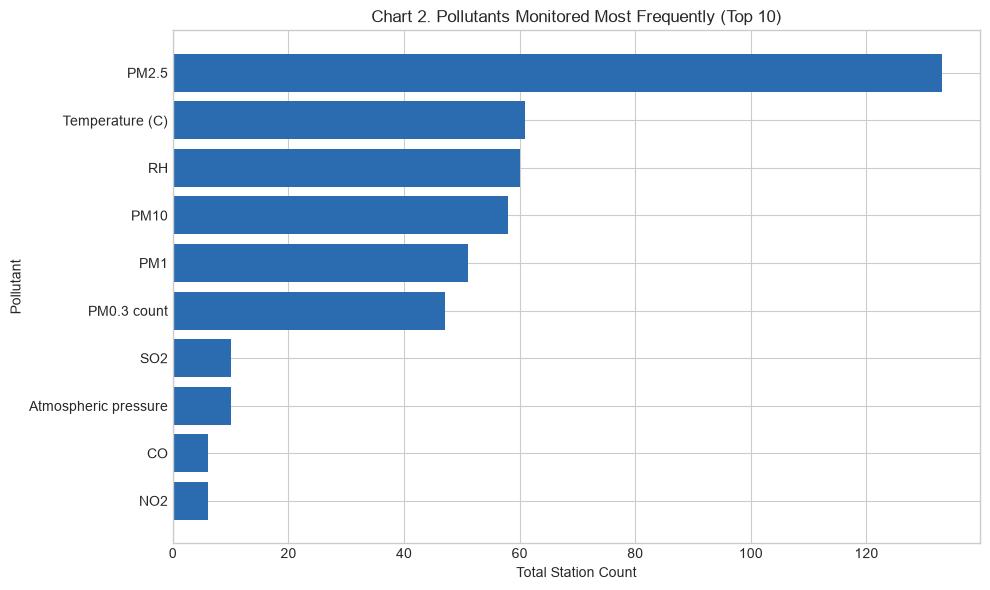 Chart 2. Pollutants Monitored Most Frequently (Top 10)
Pollutant
PM2.5
Temperature (C)
RH
PM10
PM1
PM0.3 count
SO2
Atmospheric pressure
CO
NO2
0 20 40 60 80 100 120
Total Station Count